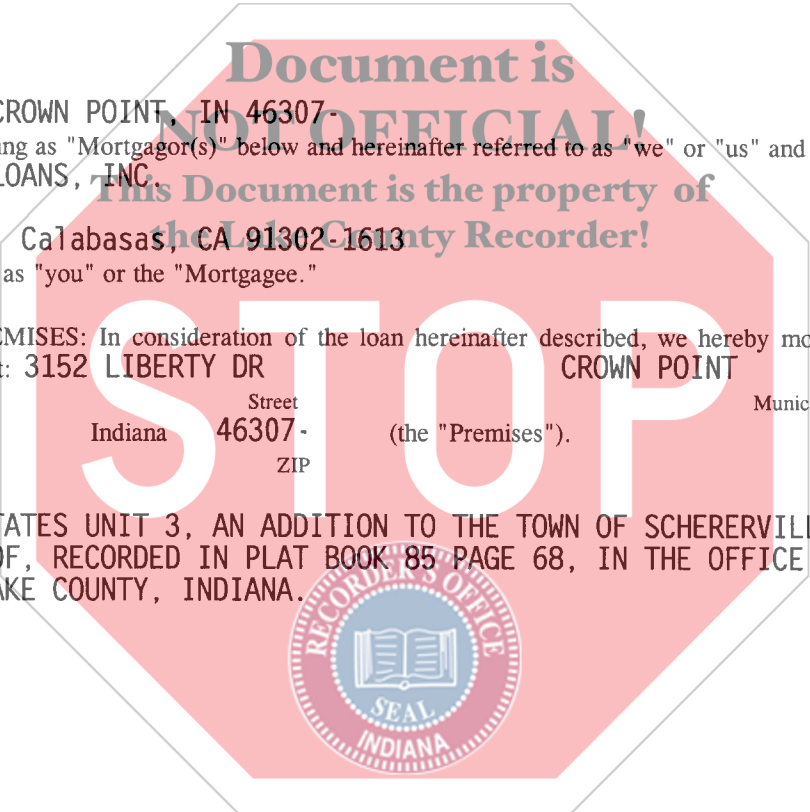 Document is
CROWN POINT, IN 46307-
NOT OFFICIAL!
ing as "Mortgagor(s)" below and hereinafter referred to as "we" or "us" and
LOANS, INC.
This Document is the property of
Calabasas, CA 91302-1613
the Lake County Recorder!
as "you" or the "Mortgagee."
EMISES: In consideration of the loan hereinafter described, we hereby mo
t: 3152 LIBERTY DR CROWN POINT
Street Munic
Indiana 46307- (the "Premises").
ZIP
STOP
TATES UNIT 3, AN ADDITION TO THE TOWN OF SCHERERVILL
OF, RECORDED IN PLAT BOOK 85 PAGE 68, IN THE OFFICE
AKE COUNTY, INDIANA.
RECORDER'S OFFICE
SEAL
INDIANA